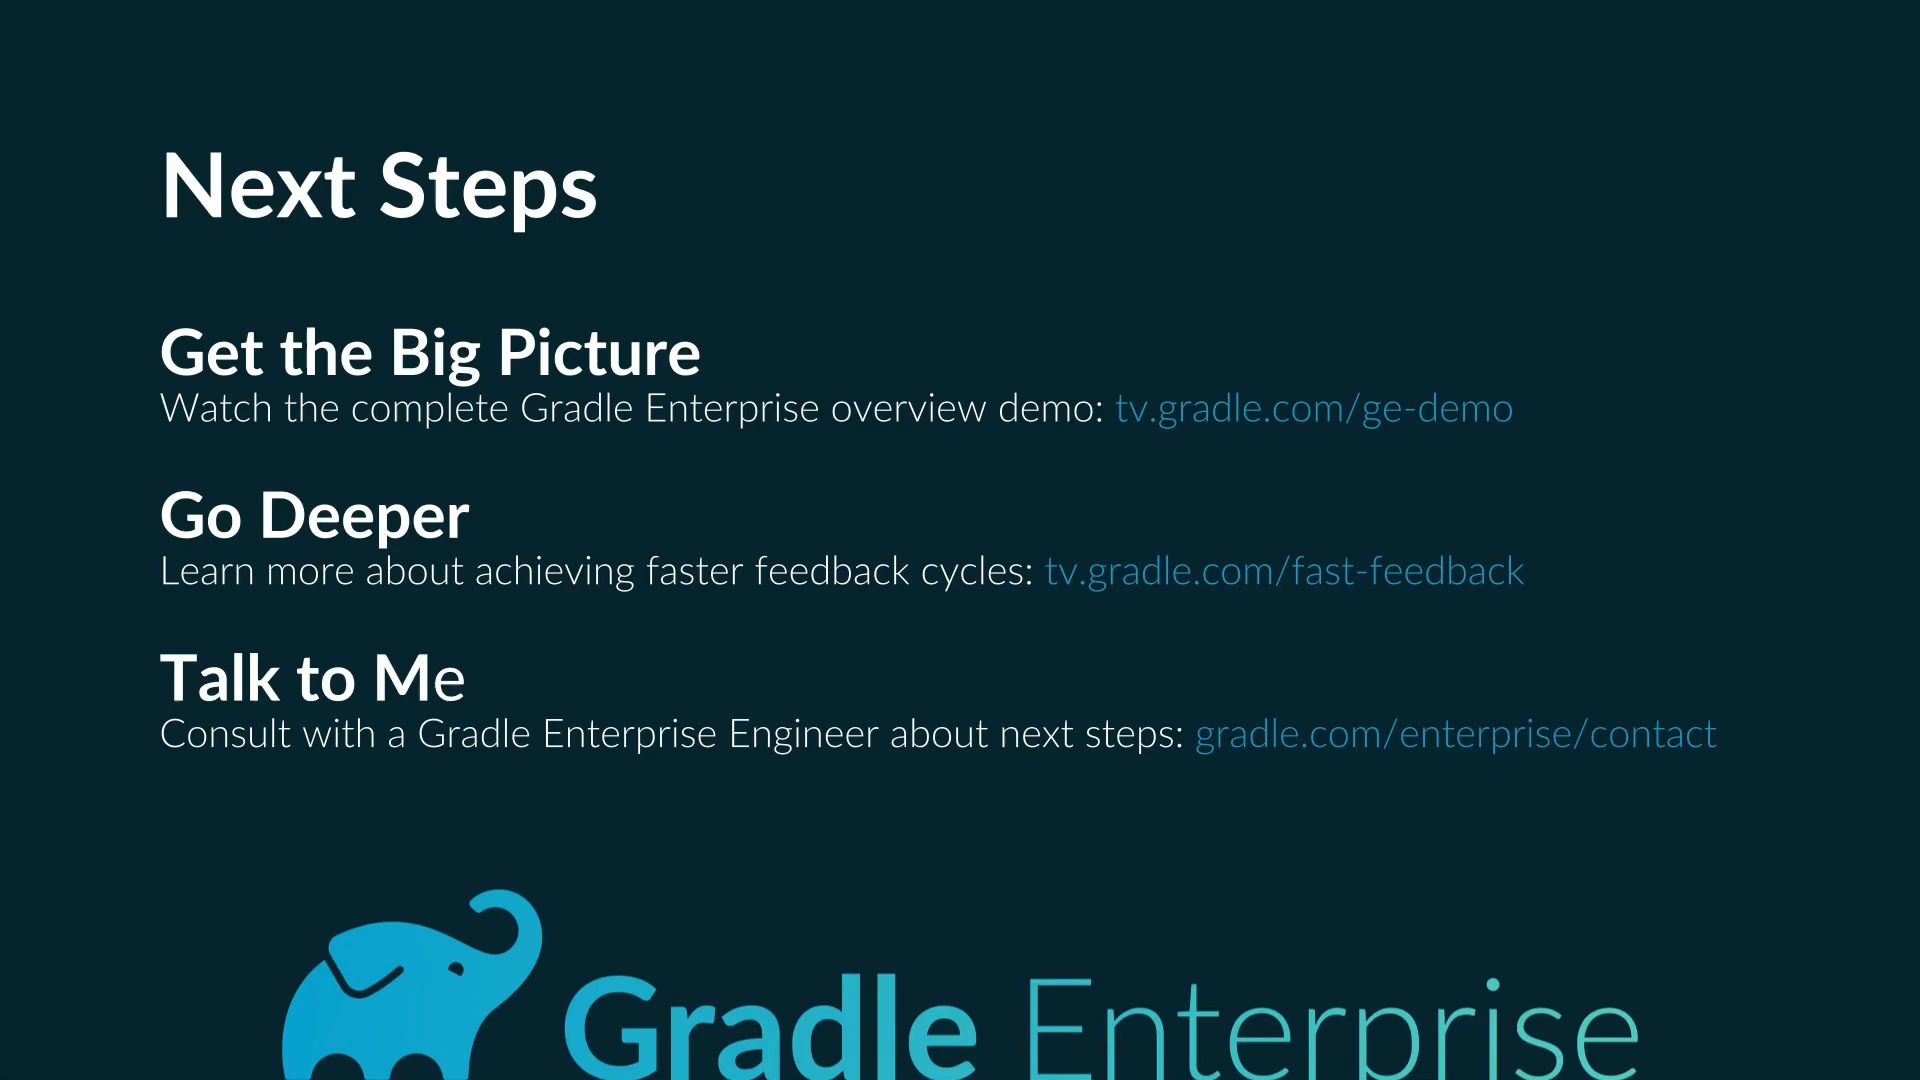 Next Steps
Get the Big Picture
Watch the complete Gradle Enterprise overview demo: tv.gradle.com/ge-demo
Go Deeper
Learn more about achieving faster feedback cycles: tv.gradle.com/fast-feedback
Talk to Me
Consult with a Gradle Enterprise Engineer about next steps: gradle.com/enterprise/contact
Gradle Enterprise